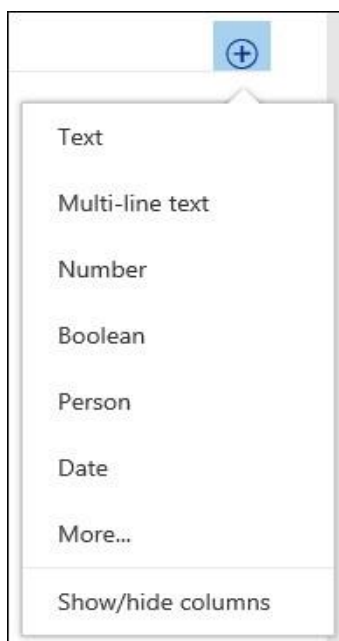 Text
Multi-line text
Number
Boolean
Person
Date
More...
Show/hide columns